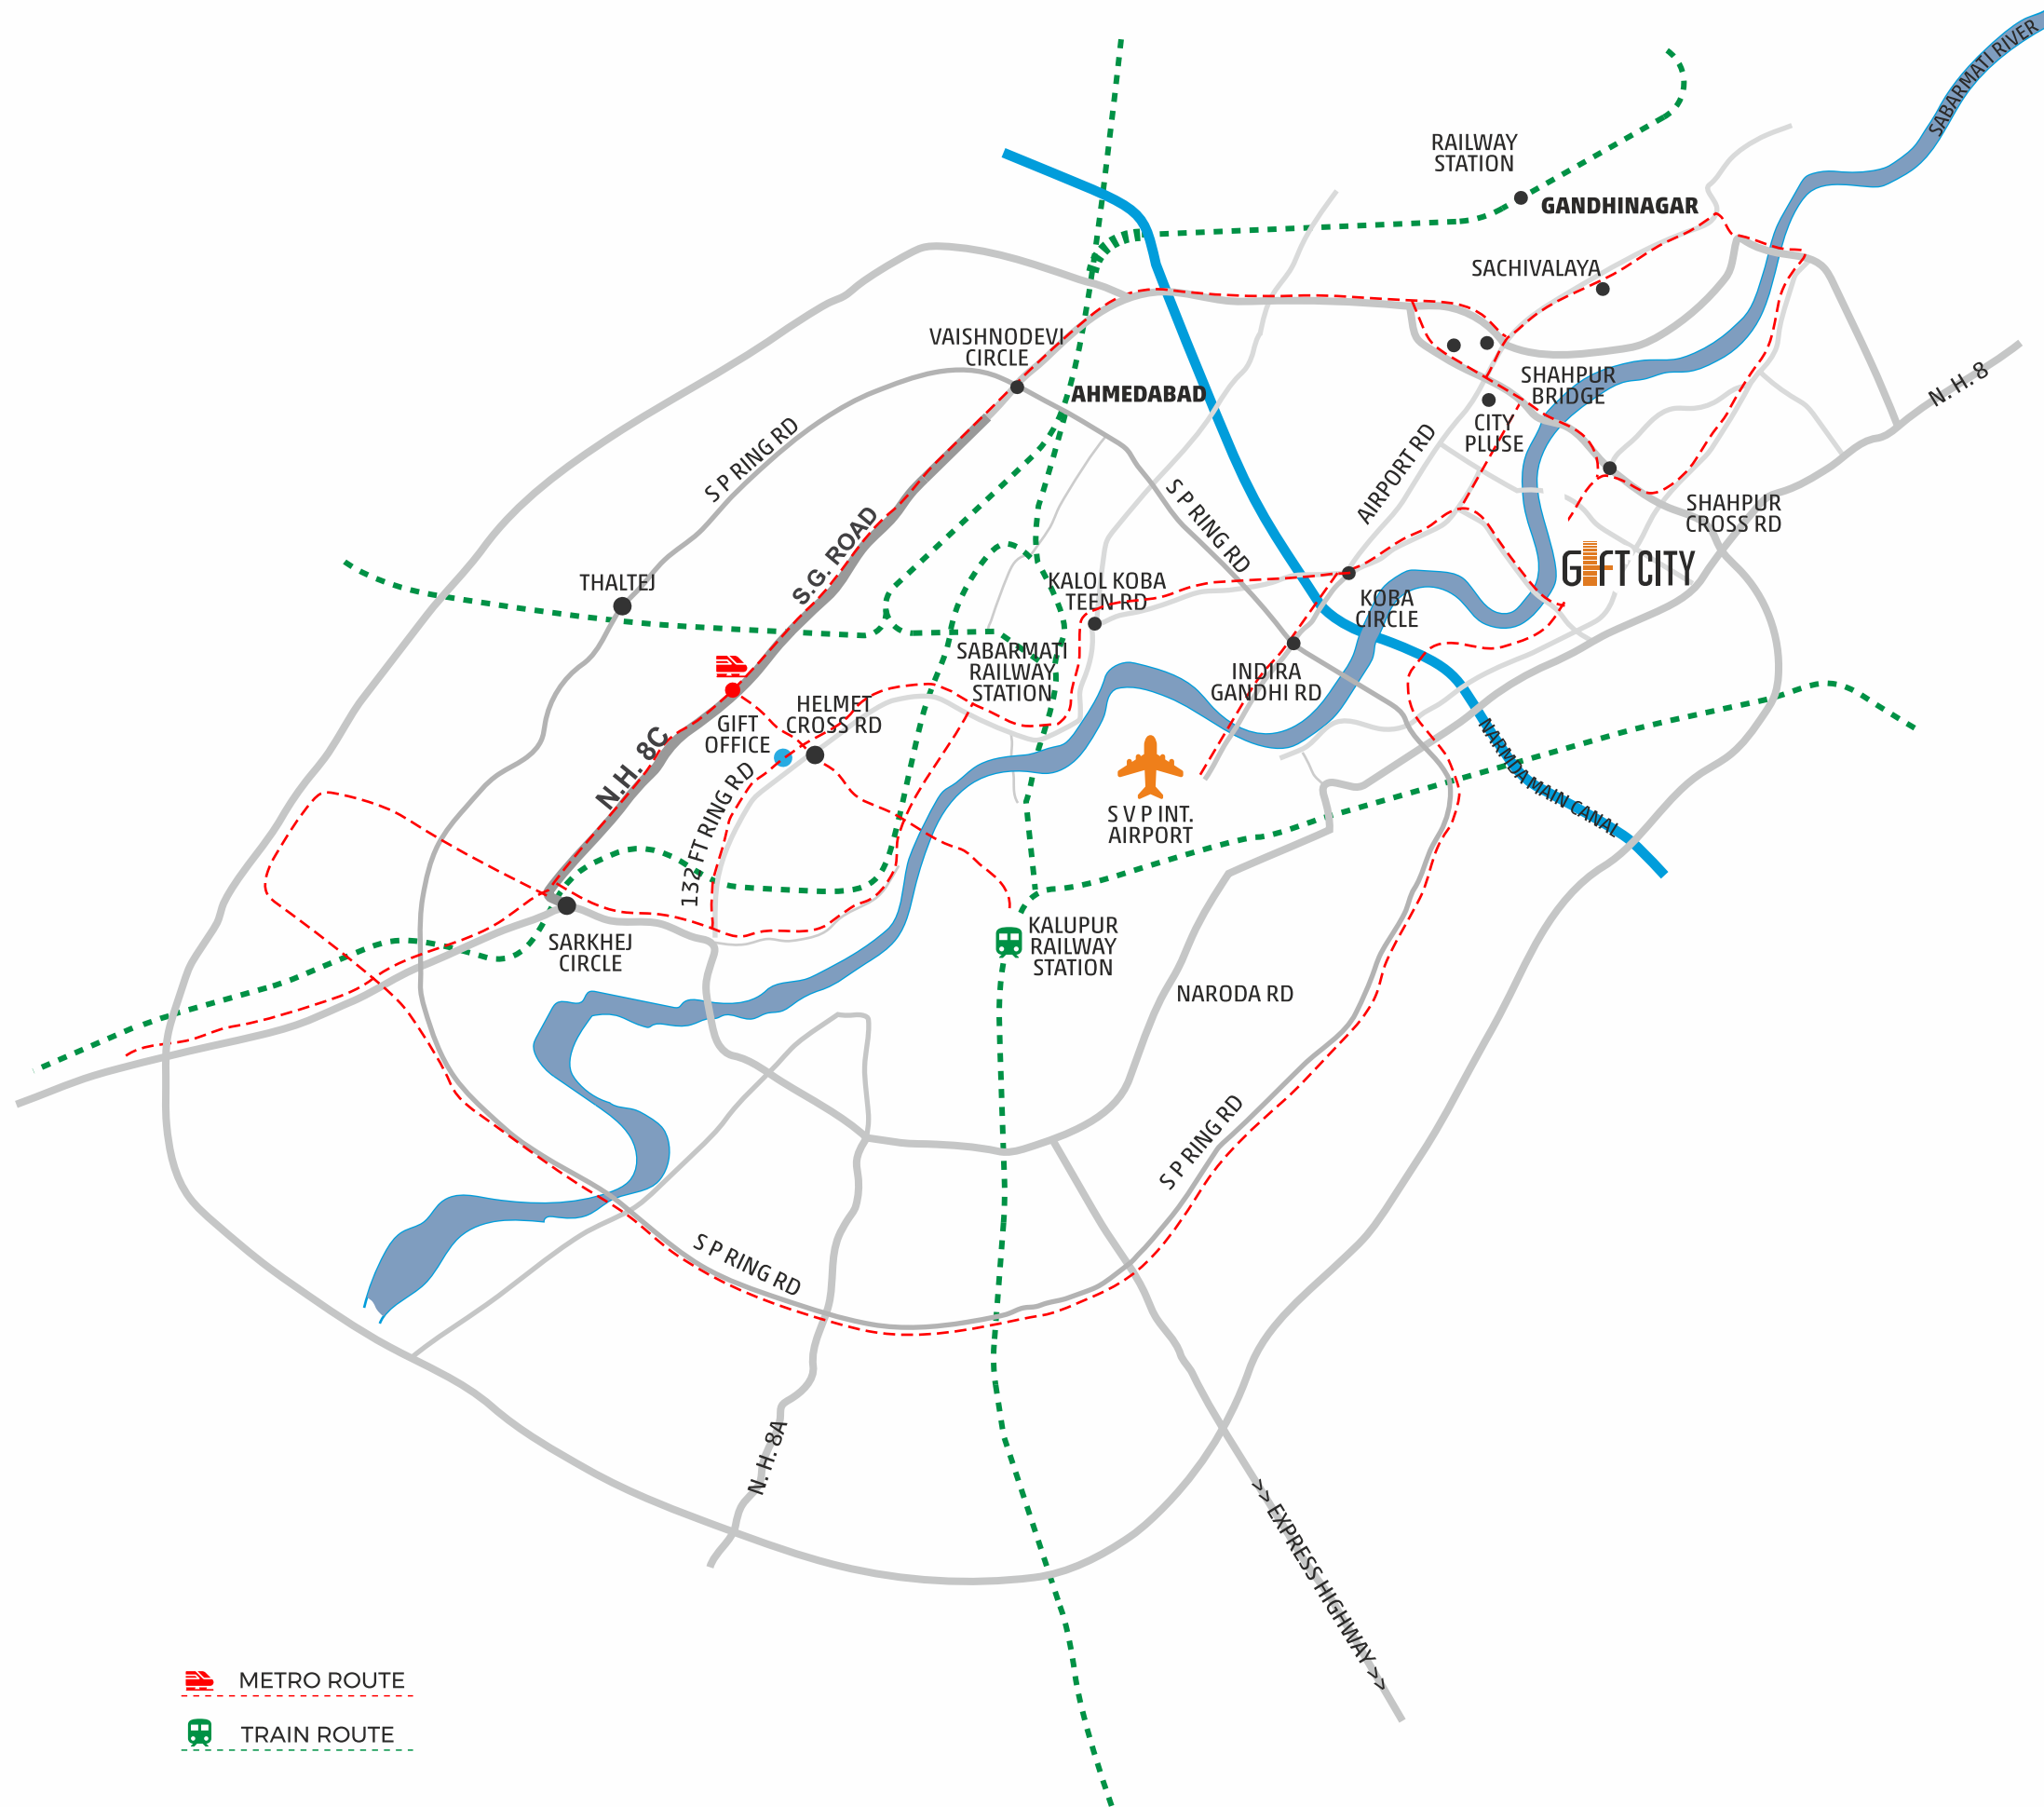 SABARMATI RIVER
RAILWAY
STATION
GANDHINAGAR
SACHIVALAYA
VAISHNODEVI
CIRCLE
AHMEDABAD
SHAHPUR
BRIDGE
N. H. 8
CITY
PLUSE
S P RING RD
AIRPORT RD
S P RING RD
SHAHPUR
CROSS RD
S.G. ROAD
GIFT CITY
THALTEJ
KALOL KOBA
TEEN RD
KOBA
CIRCLE
SABARMATI
RAILWAY
STATION
INDIRA
GANDHI RD
HELMET
CROSS RD
GIFT
OFFICE
N.H. 8C
NARMDA MAIN CANAL
132 FT RING RD
S V P INT.
AIRPORT
SARKHEJ
CIRCLE
KALUPUR
RAILWAY
STATION
NARODA RD
S P RING RD
S P RING RD
N. H. 8A
>> EXPRESS HIGHWAY >>
METRO ROUTE
TRAIN ROUTE